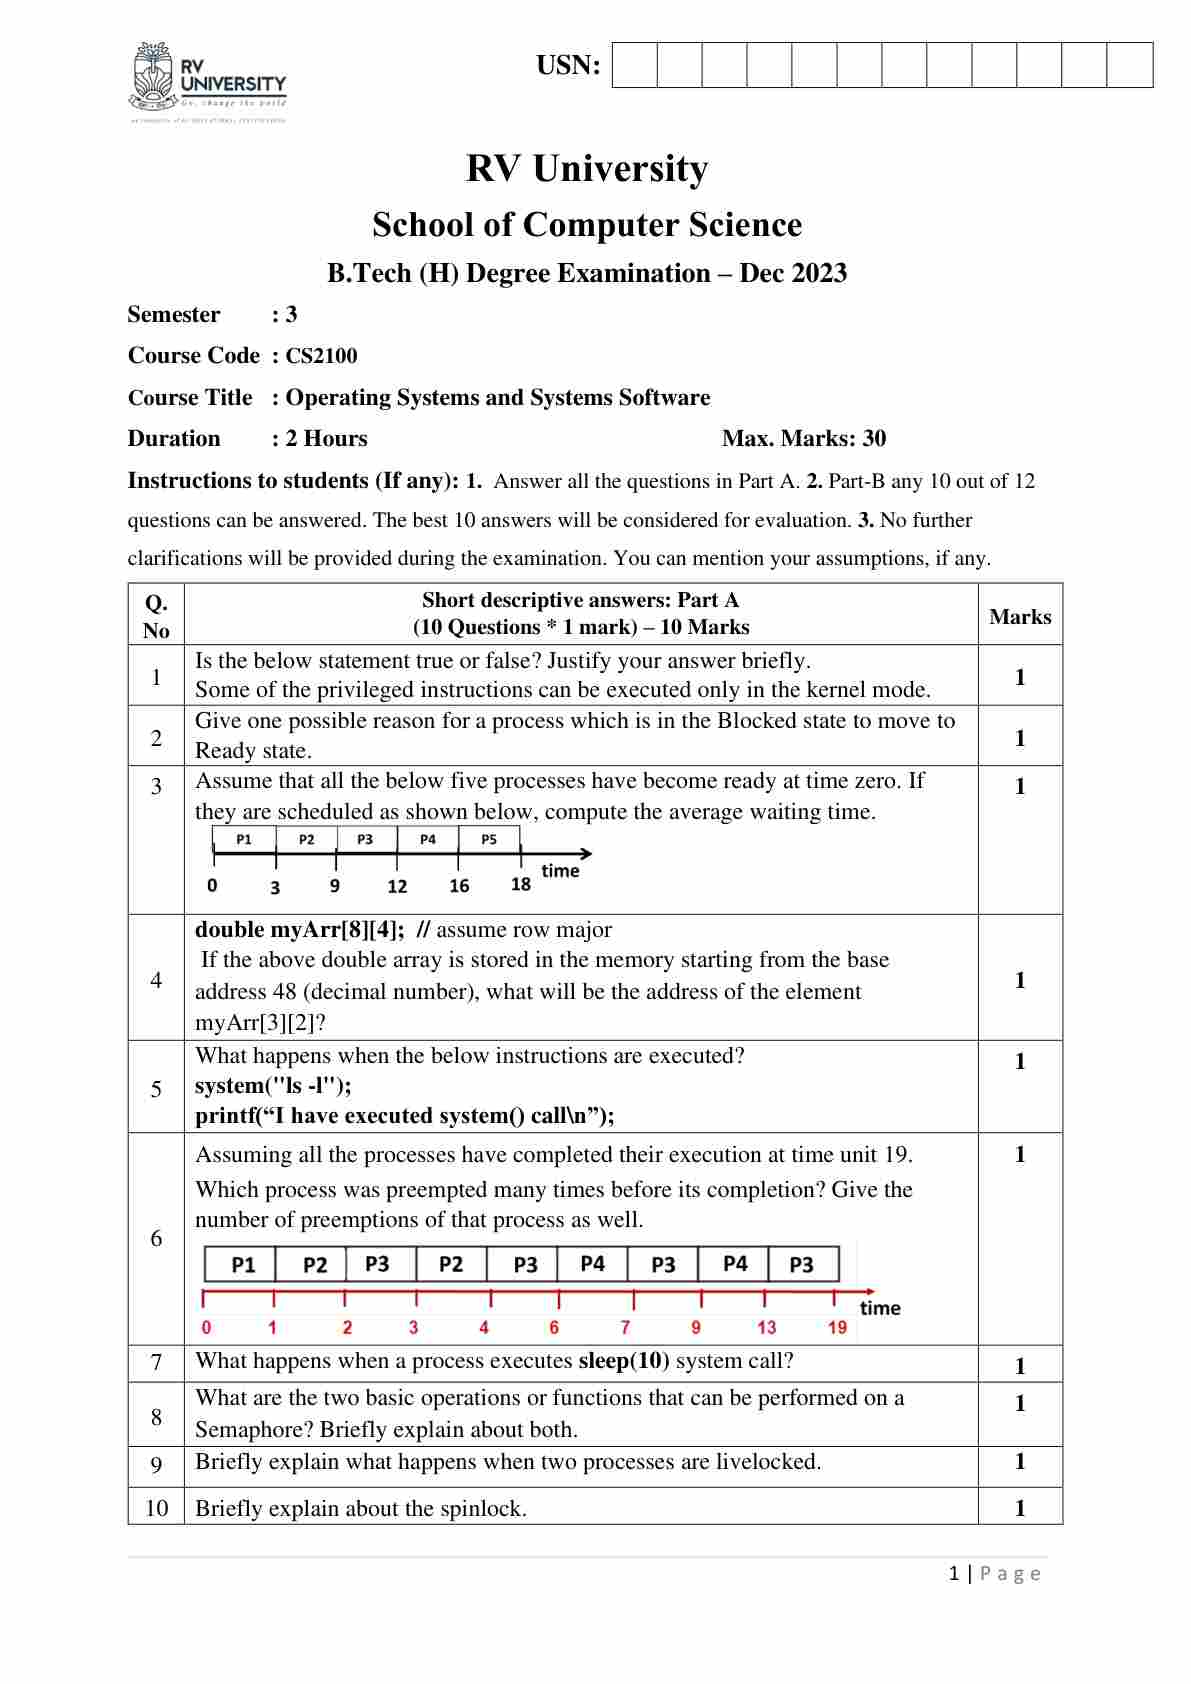 RV
UNIVERSITY
Go, change the world
USN:
RV University
School of Computer Science
B.Tech (H) Degree Examination – Dec 2023
Semester : 3
Course Code : CS2100
Course Title : Operating Systems and Systems Software
Duration : 2 Hours Max. Marks: 30
Instructions to students (If any): 1. Answer all the questions in Part A. 2. Part-B any 10 out of 12
questions can be answered. The best 10 answers will be considered for evaluation. 3. No further
clarifications will be provided during the examination. You can mention your assumptions, if any.
Q. No
Short descriptive answers: Part A
(10 Questions * 1 mark) – 10 Marks
Marks
1
Is the below statement true or false? Justify your answer briefly.
Some of the privileged instructions can be executed only in the kernel mode.
1
2
Give one possible reason for a process which is in the Blocked state to move to
Ready state.
1
3
Assume that all the below five processes have become ready at time zero. If
they are scheduled as shown below, compute the average waiting time.
1
P1 P2 P3 P4 P5
time
0 3 9 12 16 18
4
double myArr[8][4]; // assume row major
If the above double array is stored in the memory starting from the base
address 48 (decimal number), what will be the address of the element
myArr[3][2]?
1
5
What happens when the below instructions are executed?
system("ls -l");
printf(“I have executed system() call\n”);
1
6
Assuming all the processes have completed their execution at time unit 19.
Which process was preempted many times before its completion? Give the
number of preemptions of that process as well.
1
P1 P2 P3 P2 P3 P4 P3 P4 P3
time
0 1 2 3 4 6 7 9 13 19
7 What happens when a process executes sleep(10) system call? 1
8
What are the two basic operations or functions that can be performed on a
Semaphore? Briefly explain about both.
1
9 Briefly explain what happens when two processes are livelocked. 1
10 Briefly explain about the spinlock. 1
1 | Page